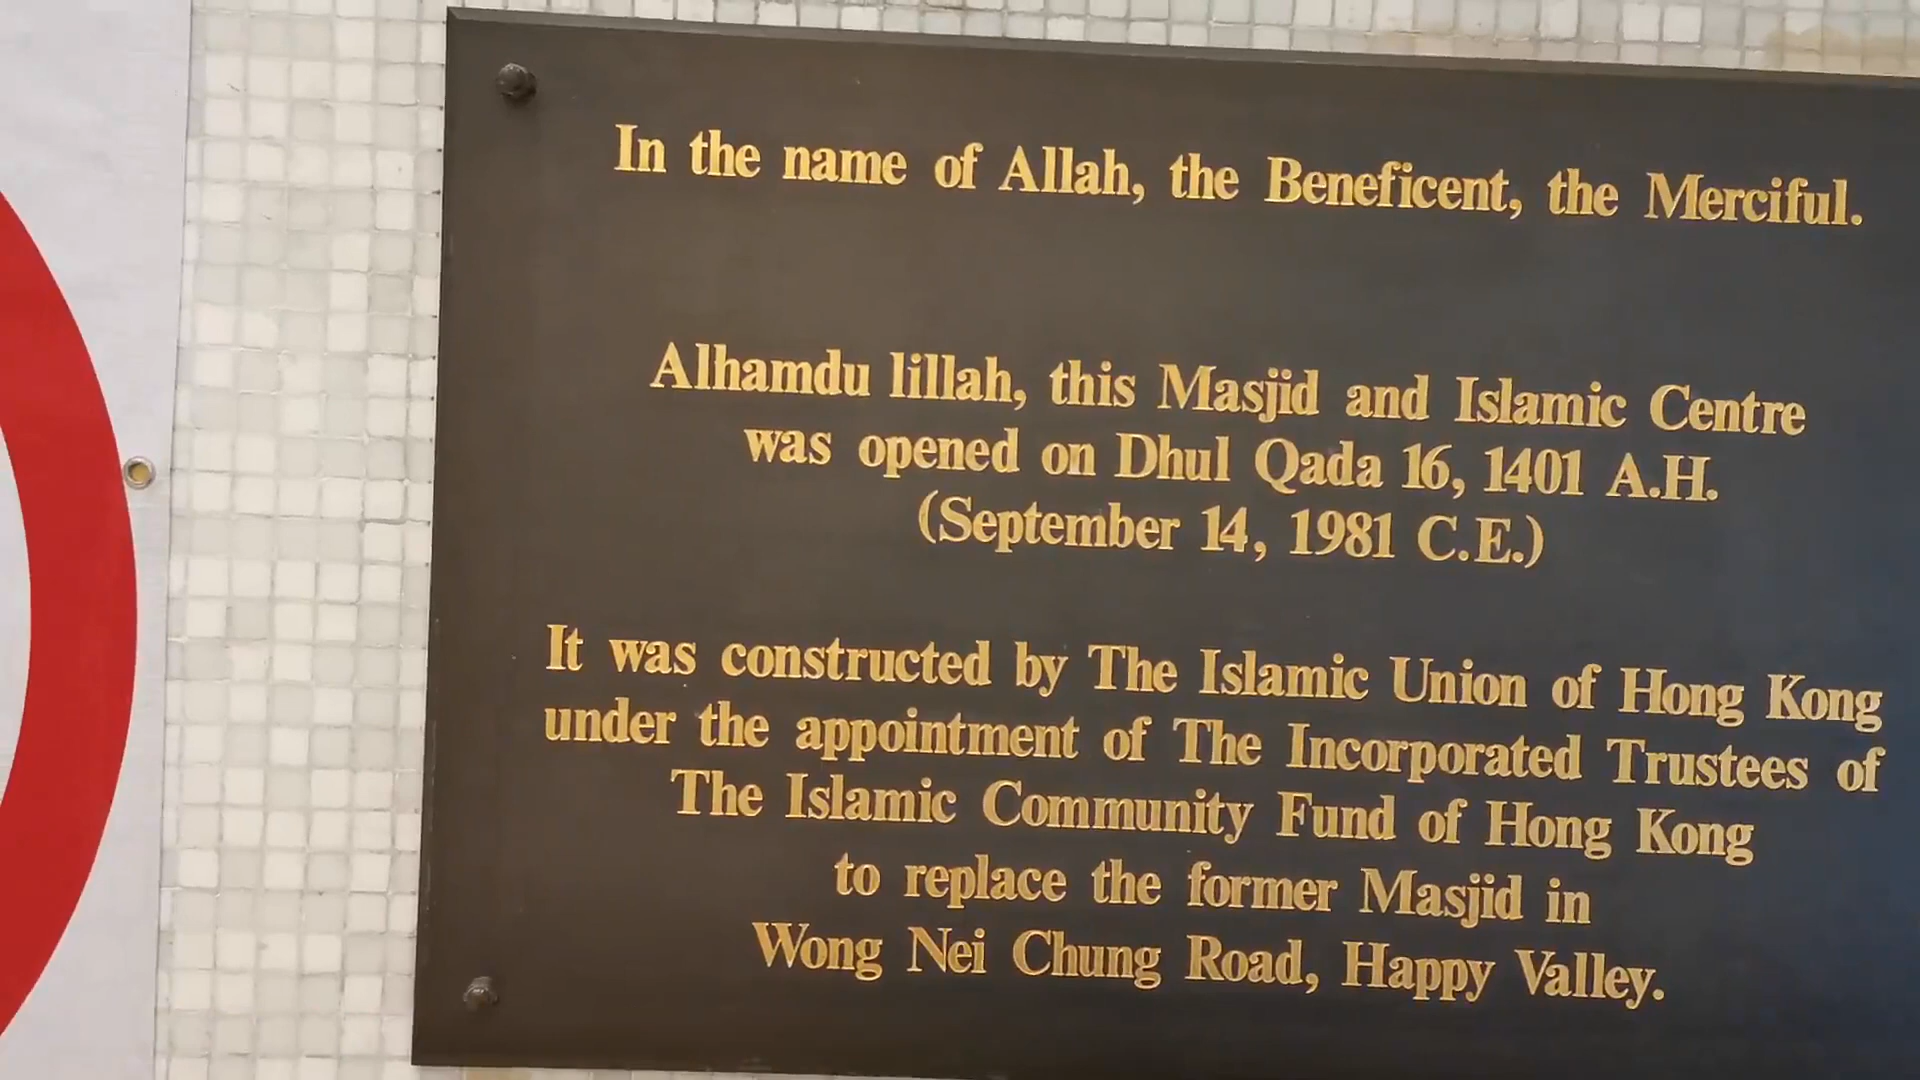 In the name of Allah, the Beneficent, the Merciful.
Alhamdu lillah, this Masjid and Islamic Centre
was opened on Dhul Qada 16, 1401 A.H.
(September 14, 1981 C.E.)
It was constructed by The Islamic Union of Hong Kong
under the appointment of The Incorporated Trustees of
The Islamic Community Fund of Hong Kong
to replace the former Masjid in
Wong Nei Chung Road, Happy Valley.